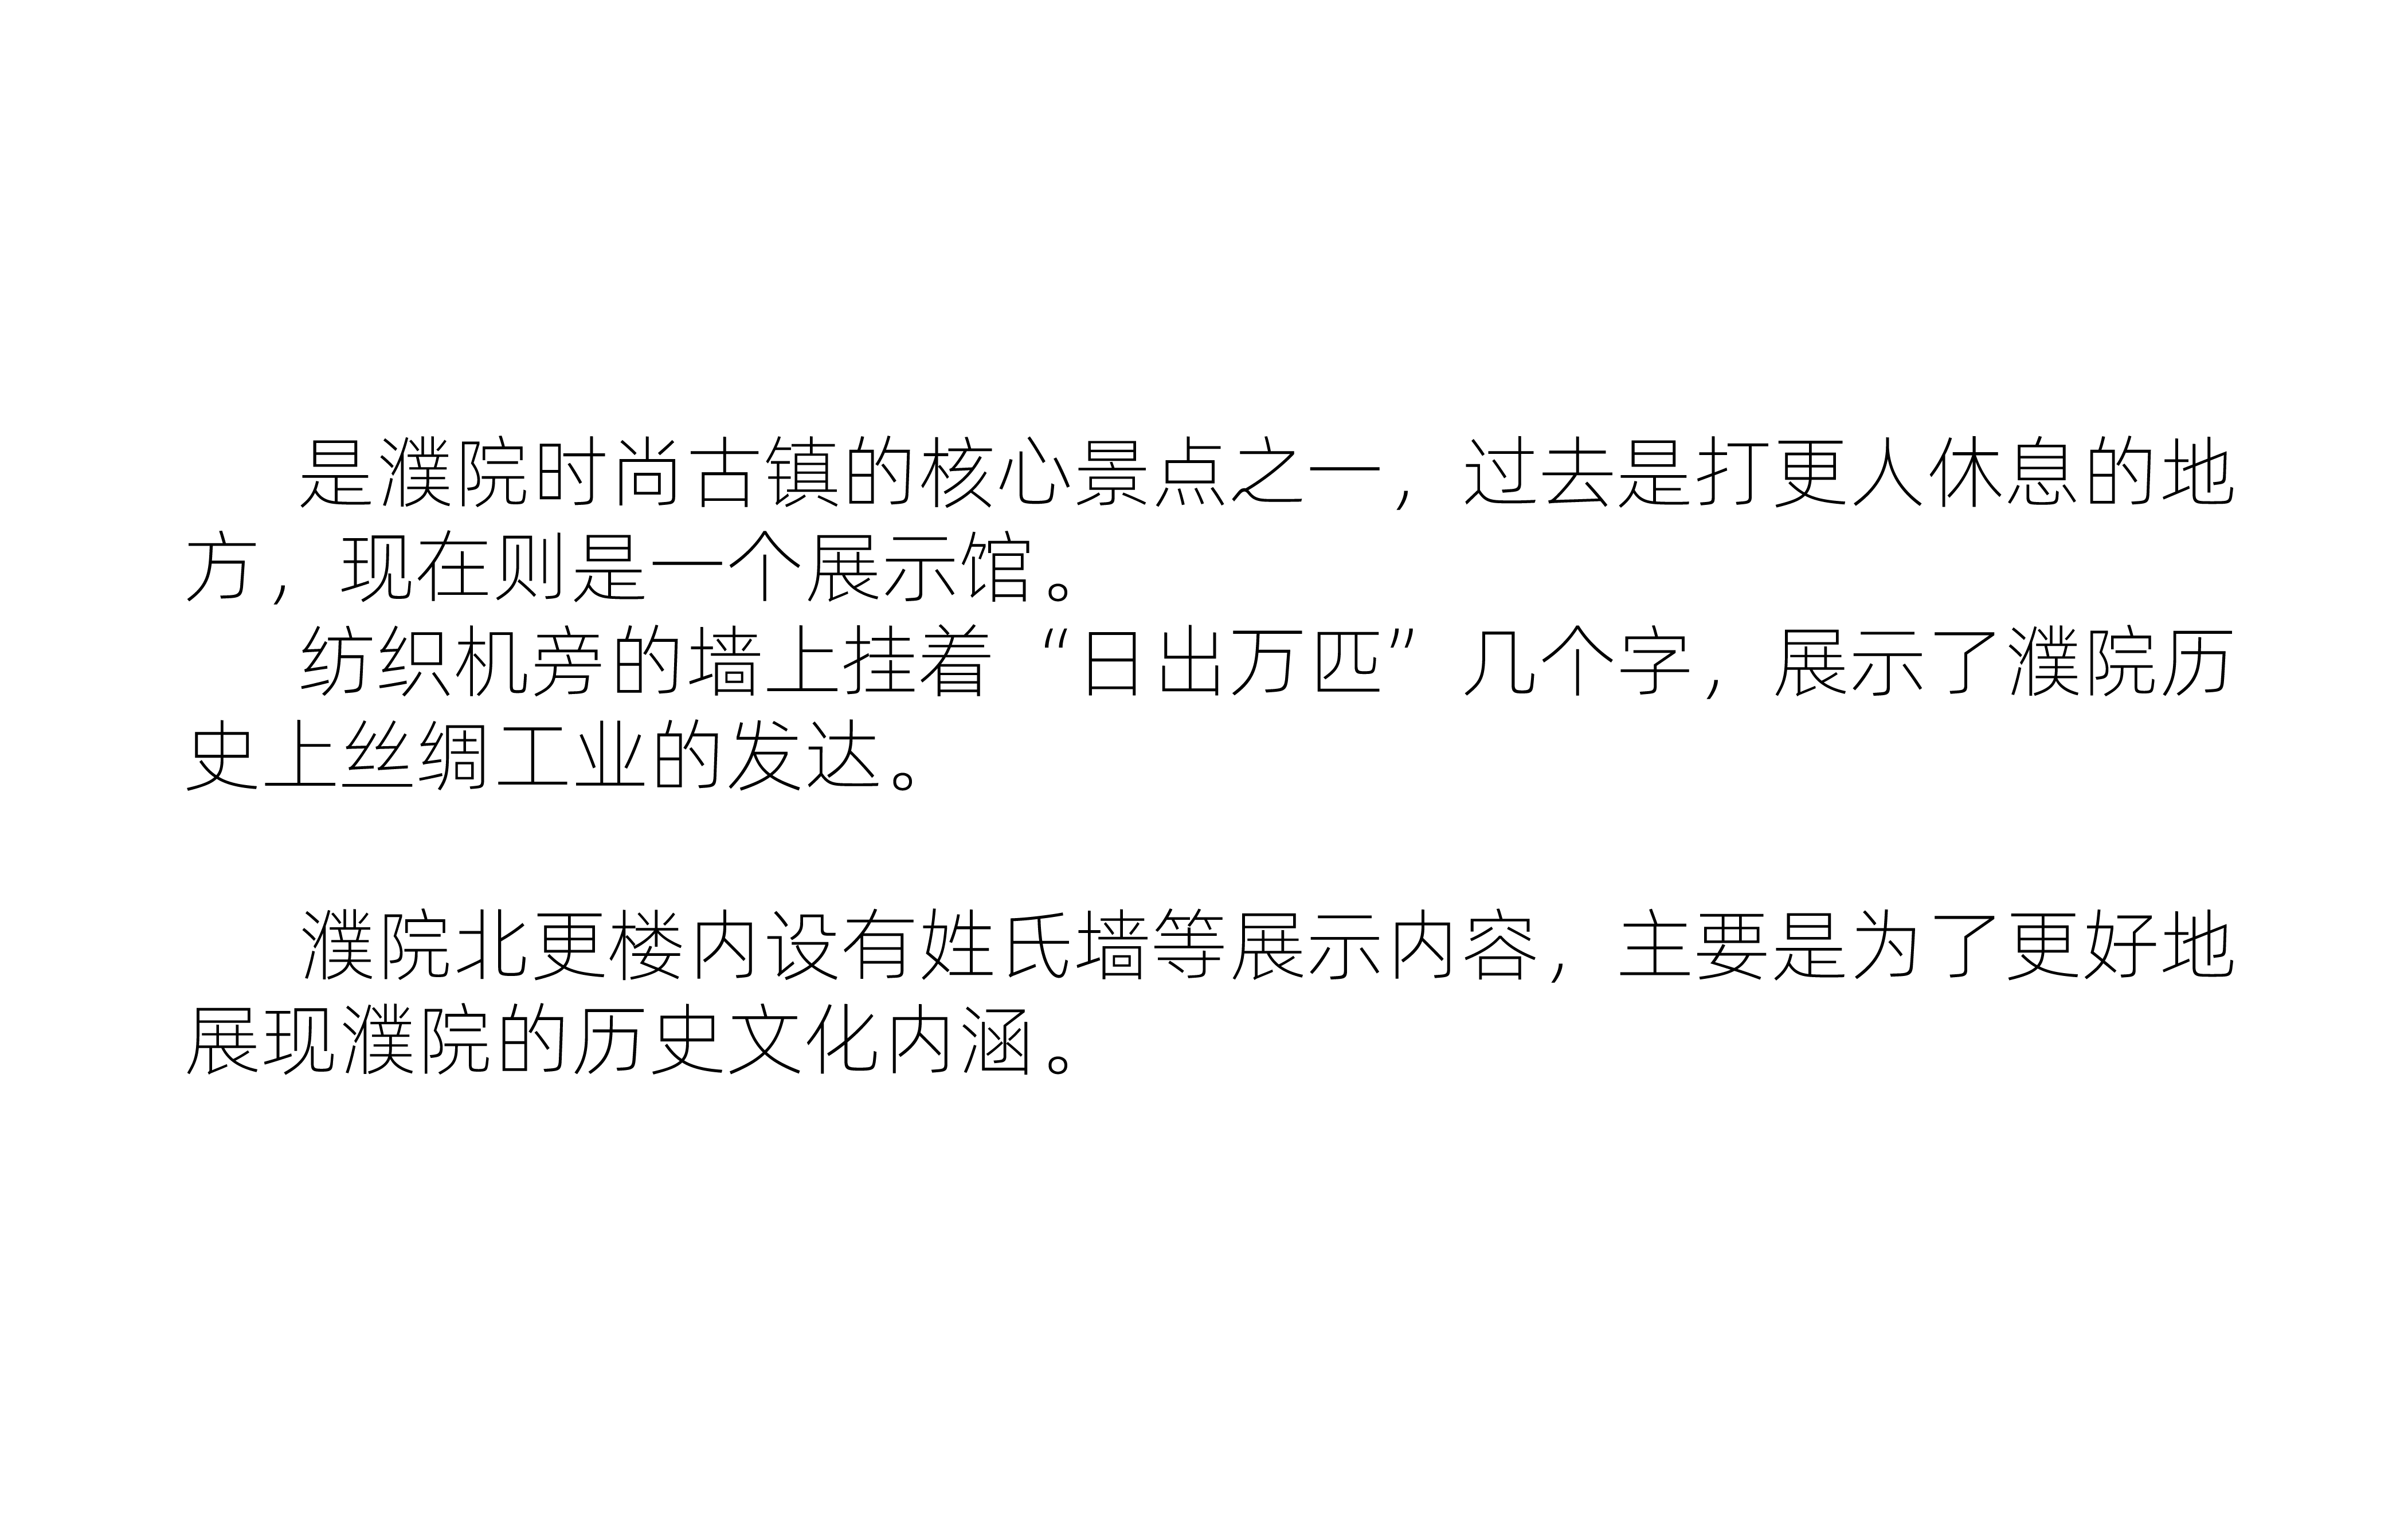 是濮院时尚古镇的核心景点之一，过去是打更人休息的地
方，现在则是一个展示馆。
纺织机旁的墙上挂着“日出万匹”几个字，展示了濮院历
史上丝绸工业的发达。
濮院北更楼内设有姓氏墙等展示内容，主要是为了更好地
展现濮院的历史文化内涵。